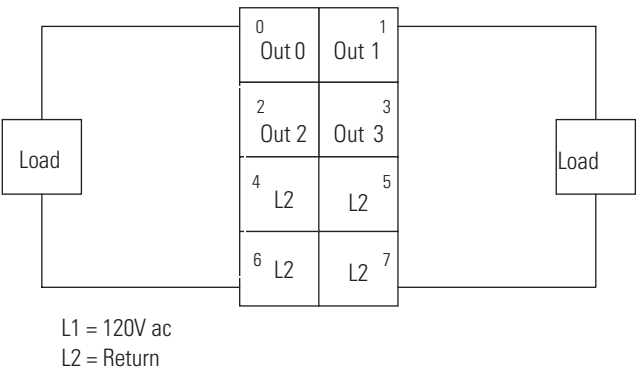 0 1
Out 0 Out 1
2 3
Out 2 Out 3
Load Load
4 5
L2 L2
6 7
L2 L2
L1 = 120V ac
L2 = Return